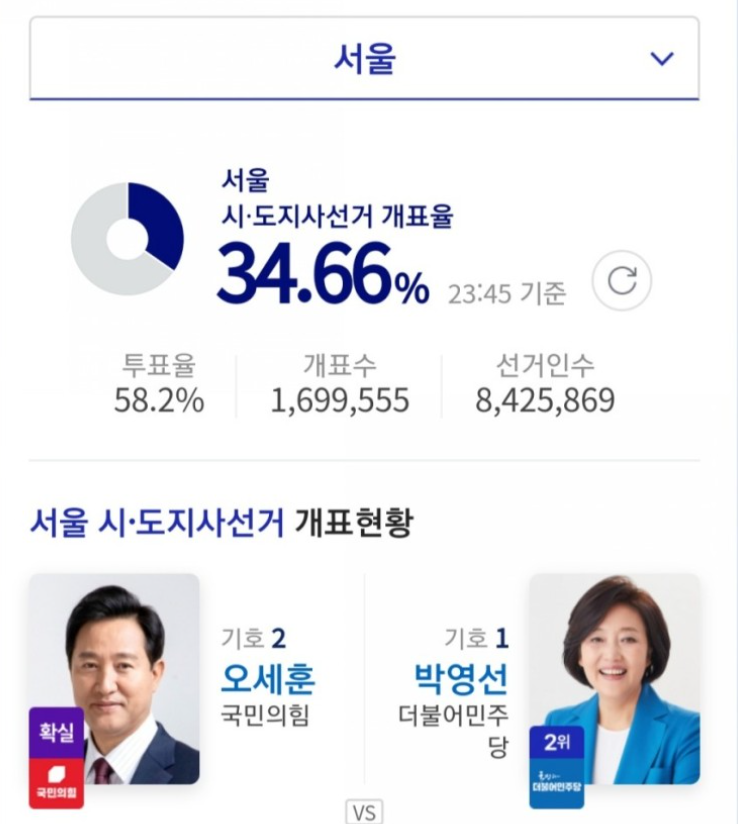 서울
서울
시·도지사선거 개표율
34.66% 23:45 기준
투표율 개표수 선거인수
58.2% 1,699,555 8,425,869
서울 시·도지사선거 개표현황
기호 2
오세훈
국민의힘
확실
국민의힘
기호 1
박영선
더불어민주
당
2위
더불어민주당
VS